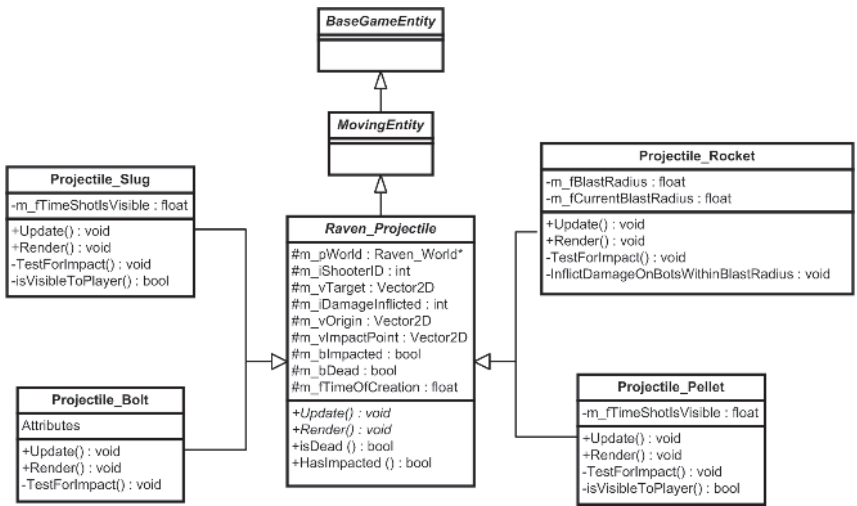 BaseGameEntity
MovingEntity
Projectile_Slug
-m_fTimeShotIsVisible : float
+Update() : void
+Render() : void
-TestForImpact() : void
-isVisibleToPlayer() : bool
Projectile_Bolt
Attributes
+Update() : void
+Render() : void
-TestForImpact() : void
Raven_Projectile
#m_pWorld : Raven_World*
#m_iShooterID : int
#m_vTarget : Vector2D
#m_iDamageInflicted : int
#m_vOrigin : Vector2D
#m_vImpactPoint : Vector2D
#m_bImpacted : bool
#m_bDead : bool
#m_fTimeOfCreation : float
+Update() : void
+Render() : void
+isDead () : bool
+HasImpacted () : bool
Projectile_Rocket
-m_fBlastRadius : float
-m_fCurrentBlastRadius : float
+Update() : void
+Render() : void
-TestForImpact() : void
-InflictDamageOnBotsWithinBlastRadius : void
Projectile_Pellet
-m_fTimeShotIsVisible : float
+Update() : void
+Render() : void
-TestForImpact() : void
-isVisibleToPlayer() : bool